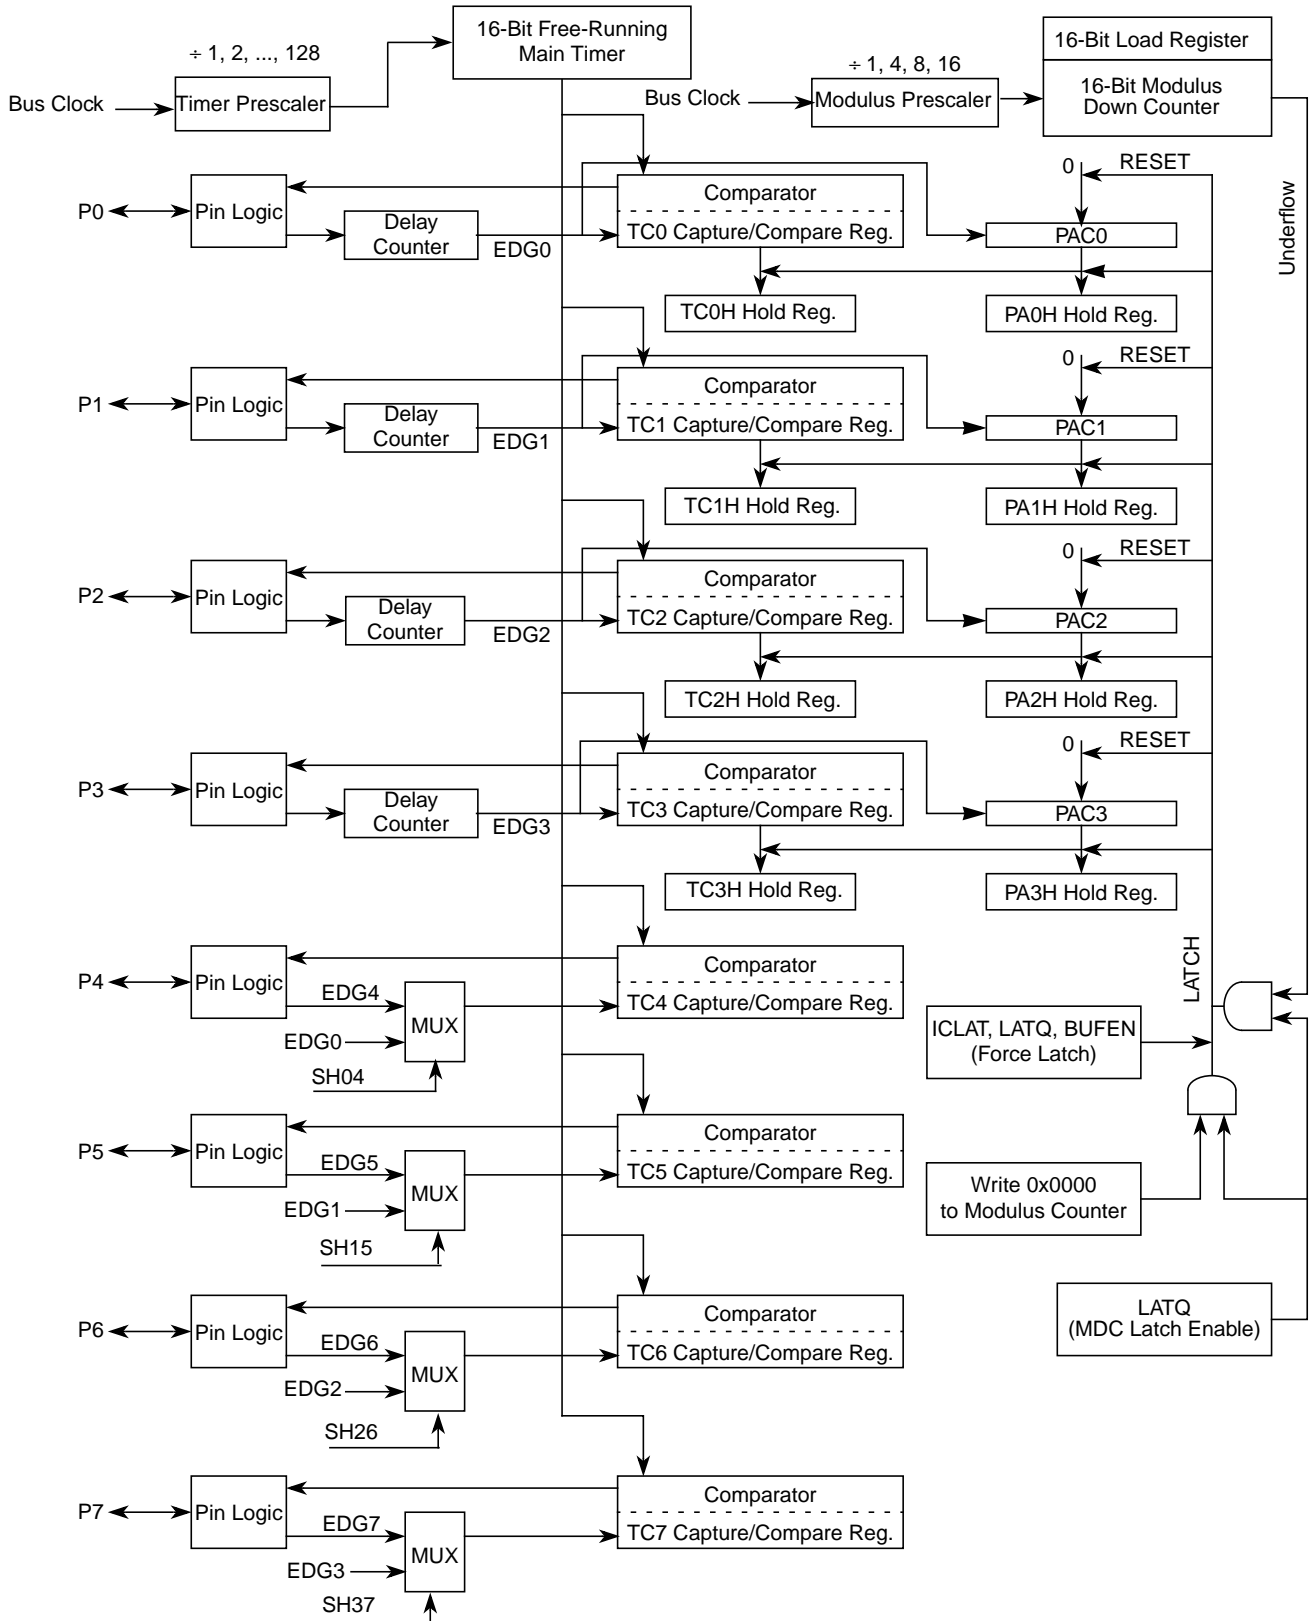 16-Bit Free-Running
Main Timer
÷ 1, 2, ..., 128
Bus Clock
Timer Prescaler
÷ 1, 4, 8, 16
Bus Clock
Modulus Prescaler
16-Bit Load Register
16-Bit Modulus
Down Counter
Underflow
P0
Pin Logic
Delay
Counter
EDG0
Comparator
TC0 Capture/Compare Reg.
0
RESET
PAC0
TC0H Hold Reg.
PA0H Hold Reg.
P1
Pin Logic
Delay
Counter
EDG1
Comparator
TC1 Capture/Compare Reg.
0
RESET
PAC1
TC1H Hold Reg.
PA1H Hold Reg.
P2
Pin Logic
Delay
Counter
EDG2
Comparator
TC2 Capture/Compare Reg.
0
RESET
PAC2
TC2H Hold Reg.
PA2H Hold Reg.
P3
Pin Logic
Delay
Counter
EDG3
Comparator
TC3 Capture/Compare Reg.
0
RESET
PAC3
TC3H Hold Reg.
PA3H Hold Reg.
LATCH
P4
Pin Logic
EDG4
EDG0
MUX
SH04
Comparator
TC4 Capture/Compare Reg.
ICLAT, LATQ, BUFEN
(Force Latch)
P5
Pin Logic
EDG5
EDG1
MUX
SH15
Comparator
TC5 Capture/Compare Reg.
Write 0x0000
to Modulus Counter
P6
Pin Logic
EDG6
EDG2
MUX
SH26
Comparator
TC6 Capture/Compare Reg.
LATQ
(MDC Latch Enable)
P7
Pin Logic
EDG7
EDG3
MUX
SH37
Comparator
TC7 Capture/Compare Reg.